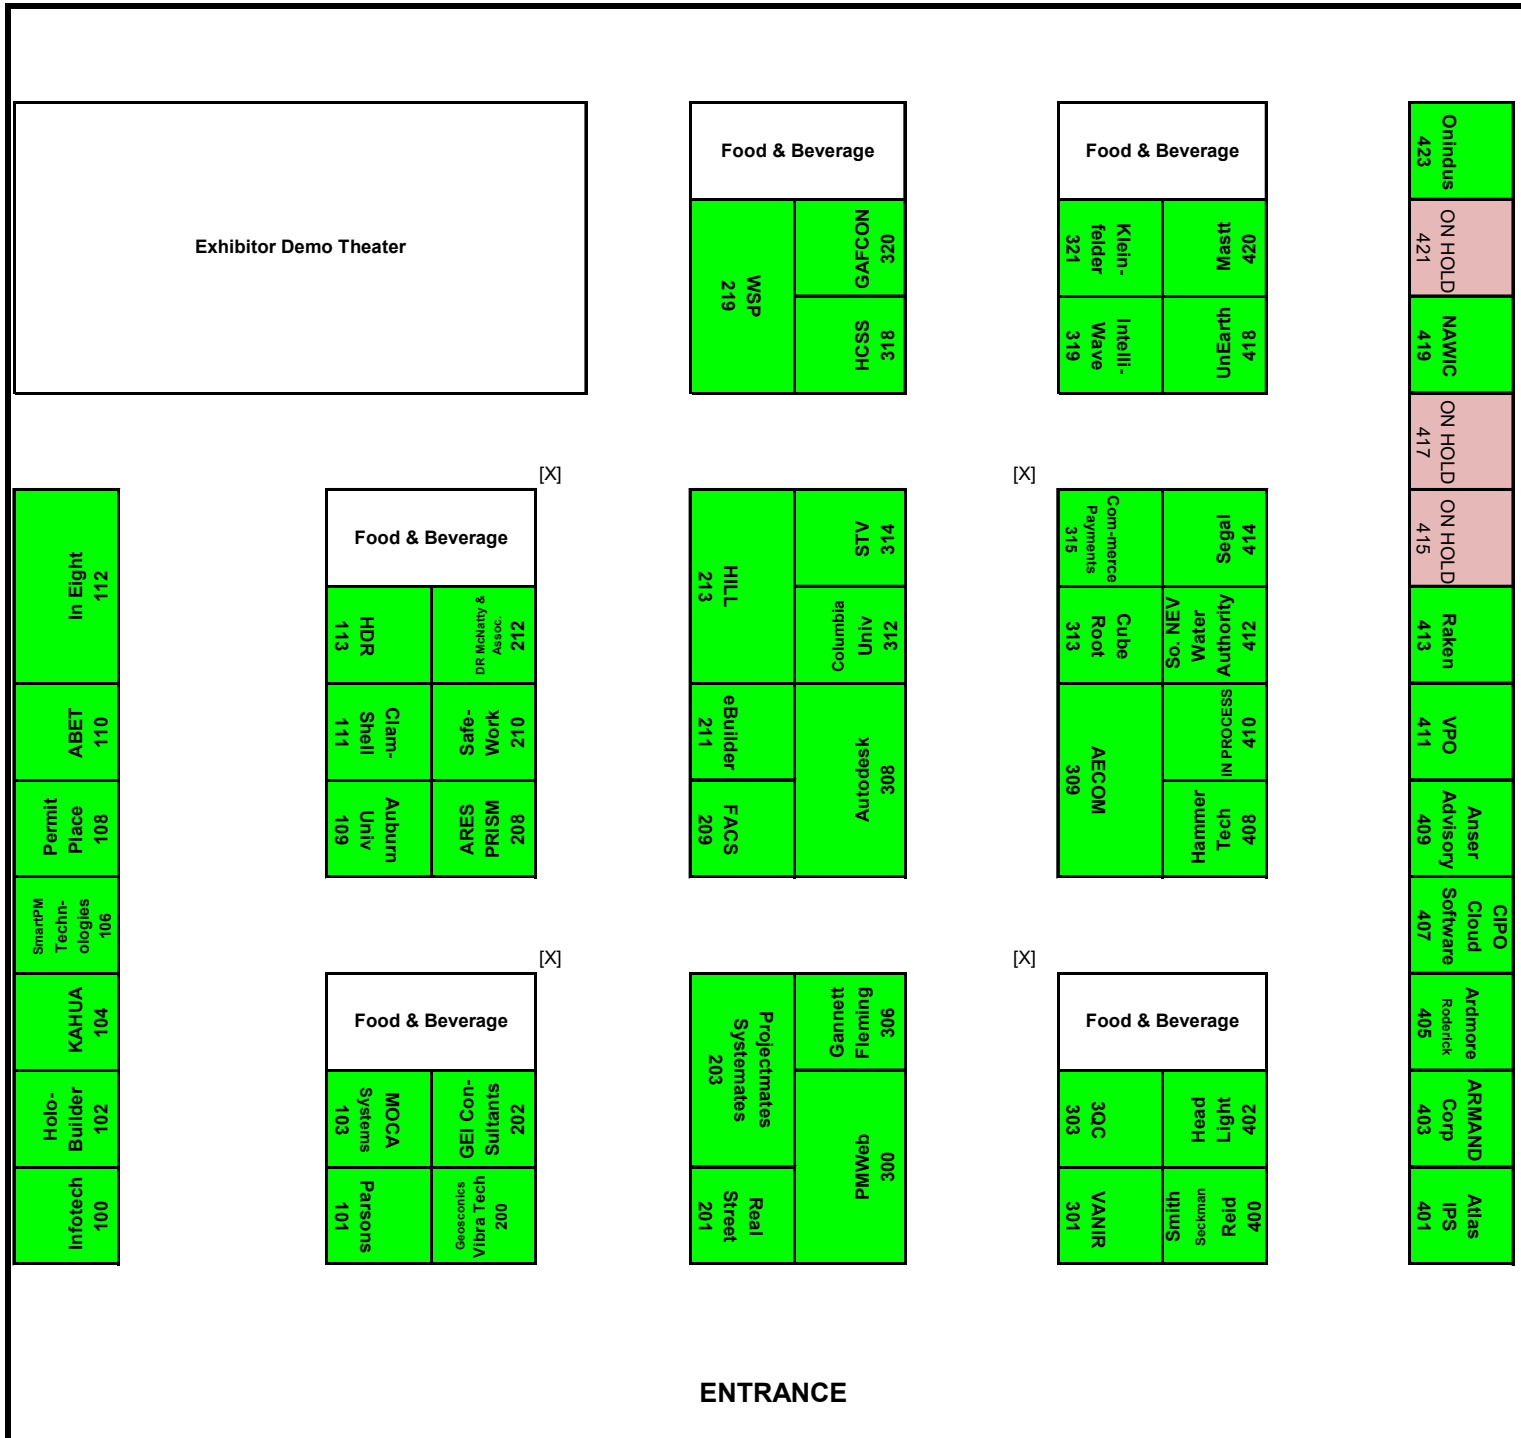 Exhibitor Demo Theater
Food & Beverage
WSP
219
GAFCON
320
HCSS
318
Food & Beverage
Klein-
felder
321
Mastt
420
Intelli-
Wave
319
UnEarth
418
Onindus
423
ON HOLD
421
NAWIC
419
ON HOLD
417
ON HOLD
415
Raken
413
VPO
411
Anser
Advisory
409
CIPO
Cloud
Software
407
Ardmore
Roderick
405
ARMAND
Corp
403
Atlas
IPS
401
[X]
[X]
In Eight
112
ABET
110
Permit
Place
108
SmartPM
Techn-
ologies
106
KAHUA
104
Holo-
Builder
102
Infotech
100
Food & Beverage
HDR
113
DR McNatty &
Assoc.
212
Clam-
Shell
111
Safe-
Work
210
Auburn
Univ
109
ARES
PRISM
208
HILL
213
STV
314
Columbia
Univ
312
eBuilder
211
FACS
209
Autodesk
308
Com-merce
Payments
315
Segal
414
Cube
Root
313
So. NEV
Water
Authority
412
AECOM
309
IN PROCESS
410
Hammer
Tech
408
[X]
[X]
Food & Beverage
MOCA
Systems
103
GEI Con-
Sultants
202
Parsons
101
Geosconics
Vibra Tech
200
Projectmates
Systemates
203
Gannett
Fleming
306
PMWeb
300
Real
Street
201
Food & Beverage
3QC
303
Head
Light
402
VANIR
301
Smith
Seckman
Reid
400
ENTRANCE